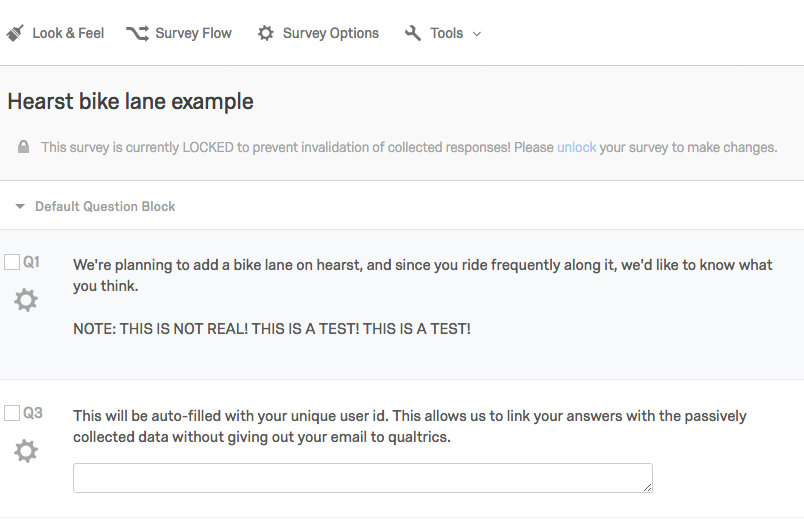 Look & Feel Survey Flow Survey Options Tools
Hearst bike lane example
This survey is currently LOCKED to prevent invalidation of collected responses! Please unlock your survey to make changes.
Default Question Block
Q1 We're planning to add a bike lane on hearst, and since you ride frequently along it, we'd like to know what
you think.
NOTE: THIS IS NOT REAL! THIS IS A TEST! THIS IS A TEST!
Q3 This will be auto-filled with your unique user id. This allows us to link your answers with the passively
collected data without giving out your email to qualtrics.